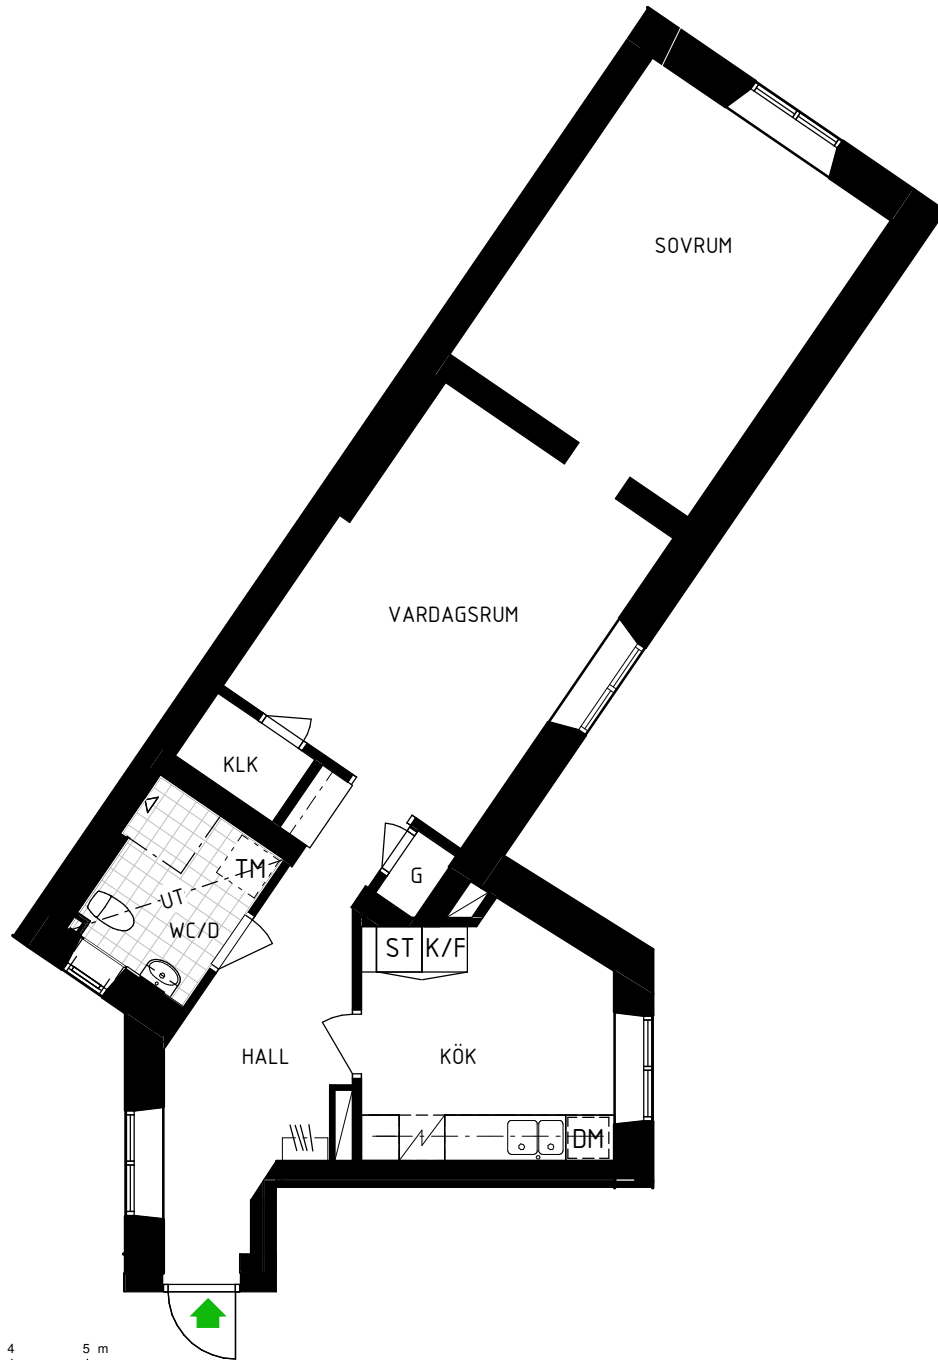 SOVRUM
VARDAGSRUM
KLK
TM
G
UT
WC/D
ST K/F
HALL
KÖK
DM
4 5 m